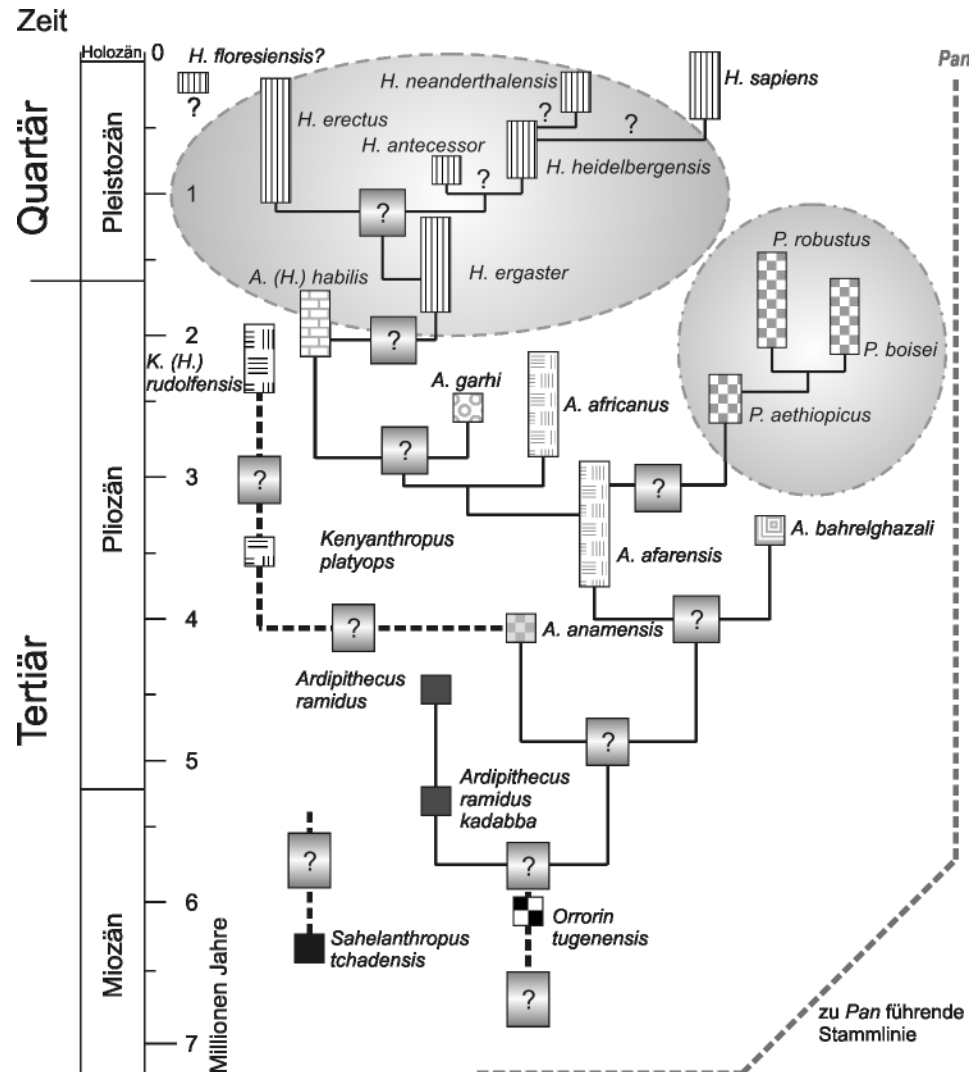 Zeit
Holozän
0
H. floresiensis?
?
H. neanderthalensis
H. sapiens
Pan
H. erectus
?
?
H. antecessor
?
H. heidelbergensis
Quartär
Pleistozän
1
?
P. robustus
A. (H.) habilis
H. ergaster
2
?
K. (H.)
rudolfensis
P. boisei
A. garhi
A. africanus
P. aethiopicus
?
3
?
?
Pliozän
Kenyanthropus
platyops
A. afarensis
A. bahrelghazali
4
?
A. anamensis
?
Tertiär
Ardipithecus
ramidus
?
5
Ardipithecus
ramidus
kadabba
?
?
6
Orrorin
tugenensis
Sahelanthropus
tchadensis
?
Miozän
Millionen Jahre
zu Pan führende
Stammlinie
7